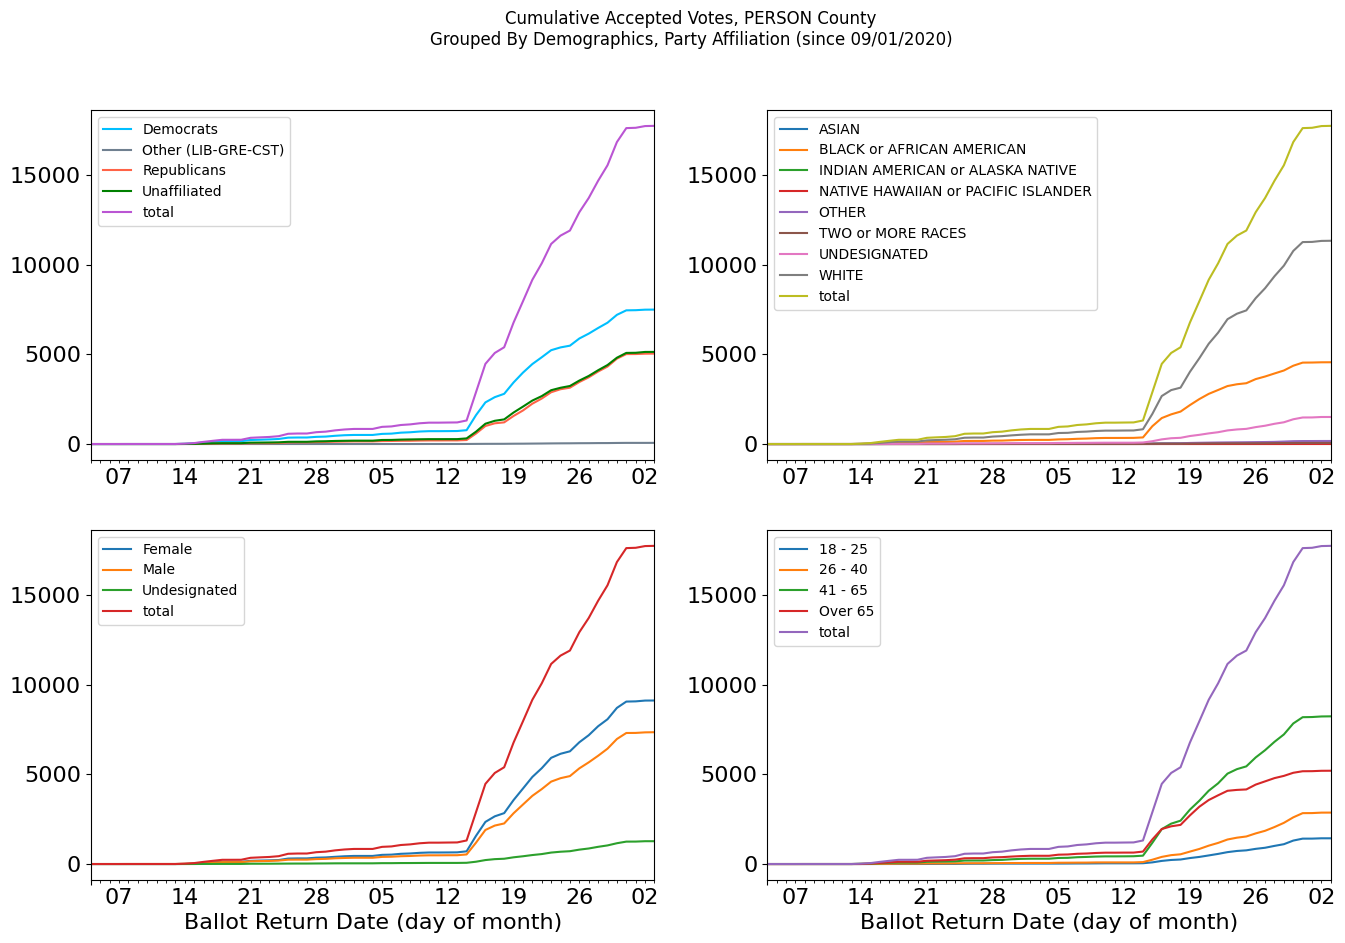 Cumulative Accepted Votes, PERSON County
Grouped By Demographics, Party Affiliation (since 09/01/2020)
Democrats
Other (LIB-GRE-CST)
Republicans
Unaffiliated
total
15000
10000
5000
0
07 14 21 28 05 12 19 26 02
ASIAN
BLACK or AFRICAN AMERICAN
INDIAN AMERICAN or ALASKA NATIVE
NATIVE HAWAIIAN or PACIFIC ISLANDER
OTHER
TWO or MORE RACES
UNDESIGNATED
WHITE
total
15000
10000
5000
0
07 14 21 28 05 12 19 26 02
Female
Male
Undesignated
total
15000
10000
5000
0
07 14 21 28 05 12 19 26 02
Ballot Return Date (day of month)
18 - 25
26 - 40
41 - 65
Over 65
total
15000
10000
5000
0
07 14 21 28 05 12 19 26 02
Ballot Return Date (day of month)